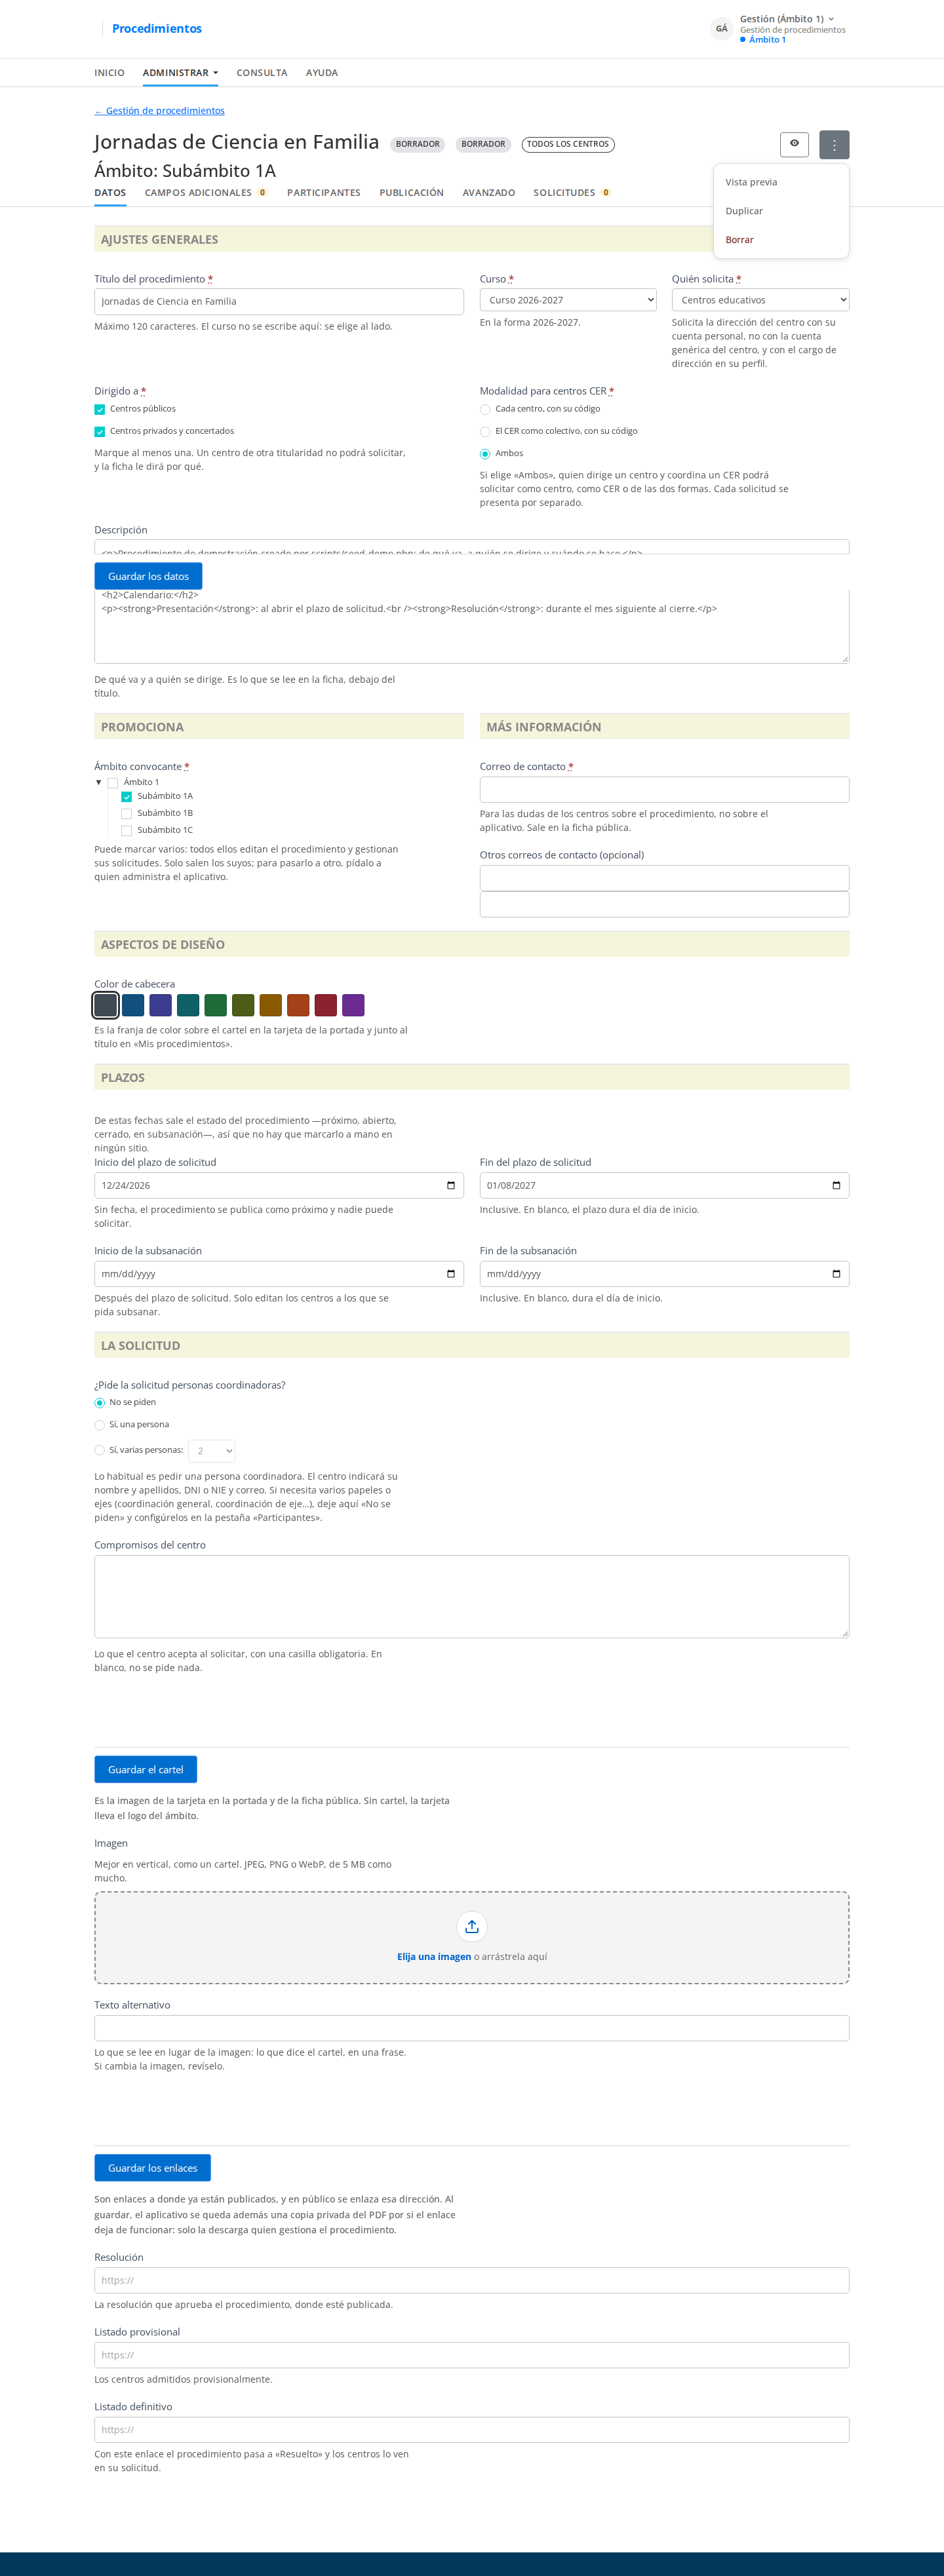 Procedimientos
GÁ
Gestión (Ámbito 1)
Gestión de procedimientos
Ámbito 1
INICIO
ADMINISTRAR
CONSULTA
AYUDA
← Gestión de procedimientos
Jornadas de Ciencia en Familia BORRADOR BORRADOR TODOS LOS CENTROS
Ámbito: Subámbito 1A
DATOS CAMPOS ADICIONALES 0 PARTICIPANTES PUBLICACIÓN AVANZADO SOLICITUDES 0
Vista previa
Duplicar
Borrar
AJUSTES GENERALES
Título del procedimiento *
Jornadas de Ciencia en Familia
Máximo 120 caracteres. El curso no se escribe aquí: se elige al lado.
Curso *
Curso 2026-2027
En la forma 2026-2027.
Quién solicita *
Centros educativos
Solicita la dirección del centro con su
cuenta personal, no con la cuenta
genérica del centro, y con el cargo de
dirección en su perfil.
Dirigido a *
Centros públicos
Centros privados y concertados
Marque al menos una. Un centro de otra titularidad no podrá solicitar,
y la ficha le dirá por qué.
Modalidad para centros CER *
Cada centro, con su código
El CER como colectivo, con su código
Ambos
Si elige «Ambos», quien dirige un centro y coordina un CER podrá
solicitar como centro, como CER o de las dos formas. Cada solicitud se
presenta por separado.
Descripción
<p>Procedimiento de demostración creado por scripts/seed-demo.php: de qué va, a quién se dirige y cuándo se hace.</p>
Guardar los datos
<h2>Calendario:</h2>
<p><strong>Presentación</strong>: al abrir el plazo de solicitud.<br /><strong>Resolución</strong>: durante el mes siguiente al cierre.</p>
De qué va y a quién se dirige. Es lo que se lee en la ficha, debajo del
título.
PROMOCIONA
Ámbito convocante *
▼ Ámbito 1
Subámbito 1A
Subámbito 1B
Subámbito 1C
Puede marcar varios: todos ellos editan el procedimiento y gestionan
sus solicitudes. Solo salen los suyos; para pasarlo a otro, pídalo a
quien administra el aplicativo.
MÁS INFORMACIÓN
Correo de contacto *
Para las dudas de los centros sobre el procedimiento, no sobre el
aplicativo. Sale en la ficha pública.
Otros correos de contacto (opcional)
ASPECTOS DE DISEÑO
Color de cabecera
Es la franja de color sobre el cartel en la tarjeta de la portada y junto al
título en «Mis procedimientos».
PLAZOS
De estas fechas sale el estado del procedimiento —próximo, abierto,
cerrado, en subsanación—, así que no hay que marcarlo a mano en
ningún sitio.
Inicio del plazo de solicitud
12/24/2026
Sin fecha, el procedimiento se publica como próximo y nadie puede
solicitar.
Fin del plazo de solicitud
01/08/2027
Inclusive. En blanco, el plazo dura el día de inicio.
Inicio de la subsanación
mm/dd/yyyy
Después del plazo de solicitud. Solo editan los centros a los que se
pida subsanar.
Fin de la subsanación
mm/dd/yyyy
Inclusive. En blanco, dura el día de inicio.
LA SOLICITUD
¿Pide la solicitud personas coordinadoras?
No se piden
Sí, una persona
Sí, varias personas: 2
Lo habitual es pedir una persona coordinadora. El centro indicará su
nombre y apellidos, DNI o NIE y correo. Si necesita varios papeles o
ejes (coordinación general, coordinación de eje…), deje aquí «No se
piden» y configúrelos en la pestaña «Participantes».
Compromisos del centro
Lo que el centro acepta al solicitar, con una casilla obligatoria. En
blanco, no se pide nada.
Guardar el cartel
Es la imagen de la tarjeta en la portada y de la ficha pública. Sin cartel, la tarjeta
lleva el logo del ámbito.
Imagen
Mejor en vertical, como un cartel. JPEG, PNG o WebP, de 5 MB como
mucho.
Elija una imagen o arrástrela aquí
Texto alternativo
Lo que se lee en lugar de la imagen: lo que dice el cartel, en una frase.
Si cambia la imagen, revíselo.
Guardar los enlaces
Son enlaces a donde ya están publicados, y en público se enlaza esa dirección. Al
guardar, el aplicativo se queda además una copia privada del PDF por si el enlace
deja de funcionar: solo la descarga quien gestiona el procedimiento.
Resolución
https://
La resolución que aprueba el procedimiento, donde esté publicada.
Listado provisional
https://
Los centros admitidos provisionalmente.
Listado definitivo
https://
Con este enlace el procedimiento pasa a «Resuelto» y los centros lo ven
en su solicitud.